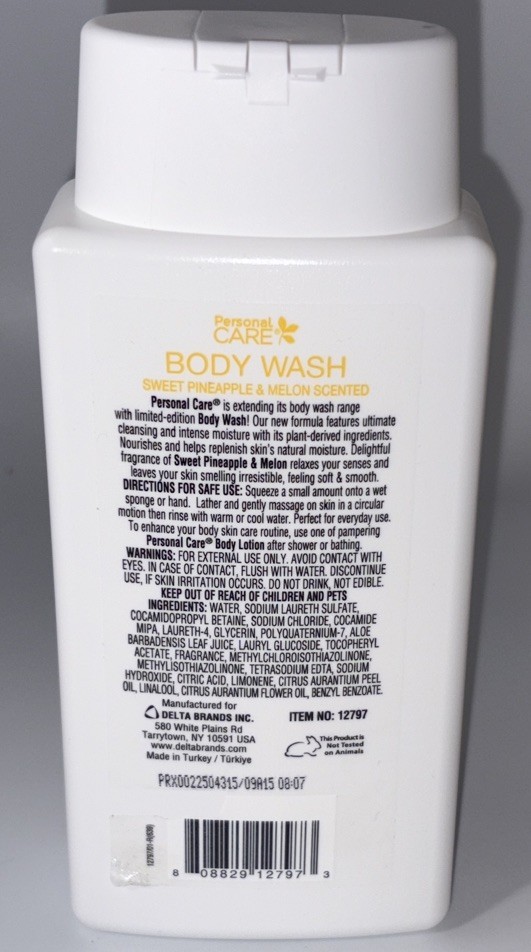 Personal
CARE®
BODY WASH
SWEET PINEAPPLE & MELON SCENTED
Personal Care® is extending its body wash range
with limited-edition Body Wash! Our new formula features ultimate
cleansing and intense moisture with its plant-derived ingredients.
Nourishes and helps replenish skin's natural moisture. Delightful
fragrance of Sweet Pineapple & Melon relaxes your senses and
leaves your skin smelling irresistible, feeling soft & smooth.
DIRECTIONS FOR SAFE USE: Squeeze a small amount onto a wet
sponge or hand. Lather and gently massage on skin in a circular
motion then rinse with warm or cool water. Perfect for everyday use.
To enhance your body skin care routine, use one of pampering
Personal Care® Body Lotion after shower or bathing.
WARNINGS: FOR EXTERNAL USE ONLY. AVOID CONTACT WITH
EYES. IN CASE OF CONTACT, FLUSH WITH WATER. DISCONTINUE
USE, IF SKIN IRRITATION OCCURS. DO NOT DRINK, NOT EDIBLE.
KEEP OUT OF REACH OF CHILDREN AND PETS
INGREDIENTS: WATER, SODIUM LAURETH SULFATE,
COCAMIDOPROPYL BETAINE, SODIUM CHLORIDE, COCAMIDE
MIPA, LAURETH-4, GLYCERIN, POLYQUATERNIUM-7, ALOE
BARBADENSIS LEAF JUICE, LAURYL GLUCOSIDE, TOCOPHERYL
ACETATE, FRAGRANCE, METHYLCHLOROISOTHIAZOLINONE,
METHYLISOTHIAZOLINONE, TETRASODIUM EDTA, SODIUM
HYDROXIDE, CITRIC ACID, LIMONENE, CITRUS AURANTIUM PEEL
OIL, LINALOOL, CITRUS AURANTIUM FLOWER OIL, BENZYL BENZOATE.
Manufactured for
DELTA BRANDS INC.
580 White Plains Rd
Tarrytown, NY 10591 USA
www.deltabrands.com
Made in Turkey / Türkiye
ITEM NO: 12797
This Product is
Not Tested
on Animals
PRX0022504315/09A15 08:07
8 08829 12797 3